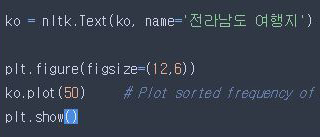 ko = nltk.Text(ko, name='전라남도 여행지')
plt.figure(figsize=(12,6))
ko.plot(50) # Plot sorted frequency of
plt.show()